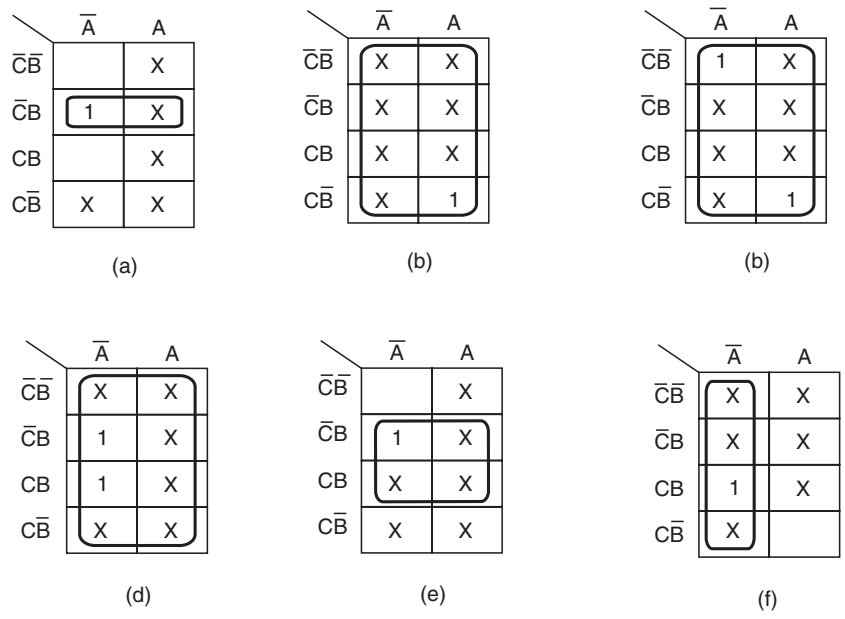 A̅ A
C̅B̅ X
C̅B 1 X
CB X
CB̅ X X
(a)
A̅ A
C̅B̅ X X
C̅B X X
CB X X
CB̅ X 1
(b)
A̅ A
C̅B̅ 1 X
C̅B X X
CB X X
CB̅ X 1
(b)
A̅ A
C̅B̅ X X
C̅B 1 X
CB 1 X
CB̅ X X
(d)
A̅ A
C̅B̅ X
C̅B 1 X
CB X X
CB̅ X X
(e)
A̅ A
C̅B̅ X X
C̅B X X
CB 1 X
CB̅ X
(f)